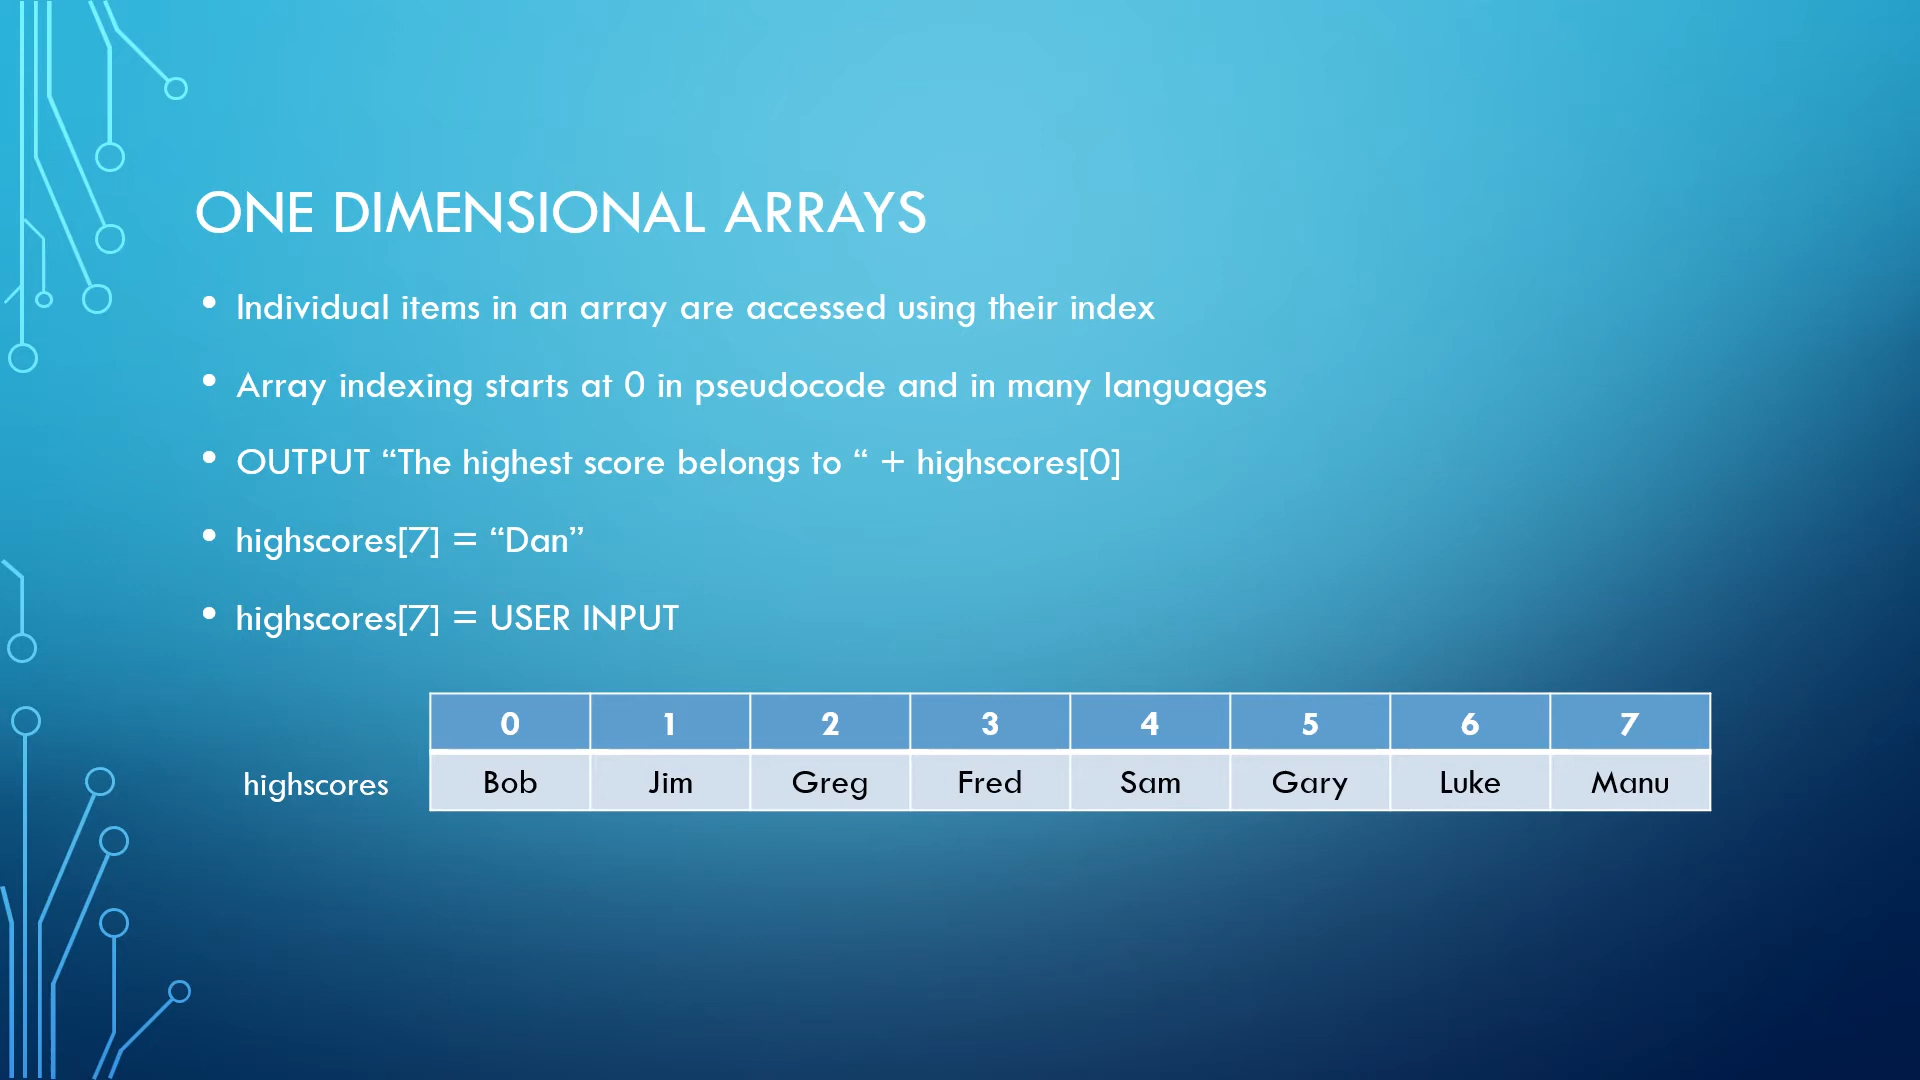 ONE DIMENSIONAL ARRAYS
• Individual items in an array are accessed using their index
• Array indexing starts at 0 in pseudocode and in many languages
• OUTPUT “The highest score belongs to “ + highscores[0]
• highscores[7] = “Dan”
• highscores[7] = USER INPUT
0 1 2 3 4 5 6 7
highscores Bob Jim Greg Fred Sam Gary Luke Manu